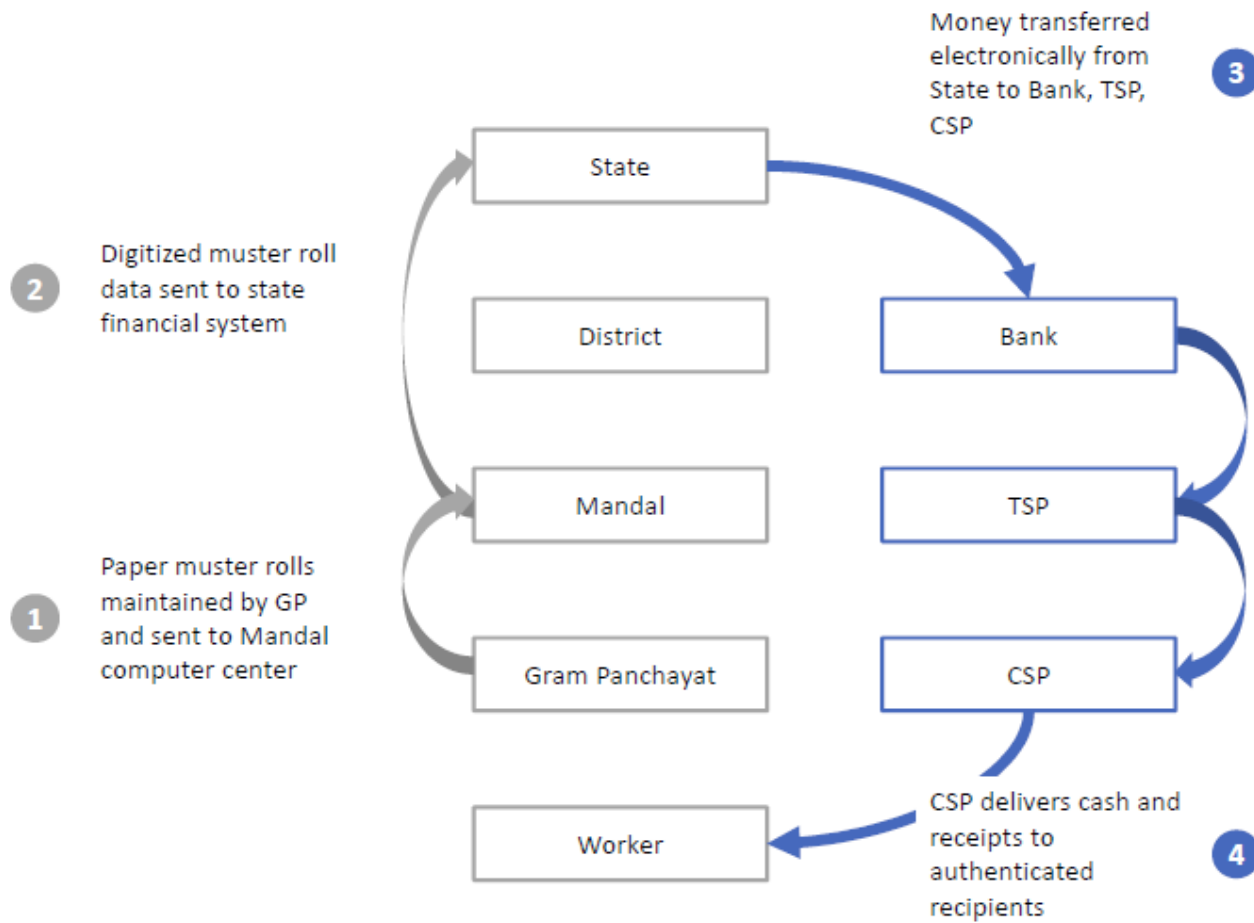 Money transferred
electronically from
State to Bank, TSP,
CSP
3
State
2
Digitized muster roll
data sent to state
financial system
District
Bank
Mandal
TSP
1
Paper muster rolls
maintained by GP
and sent to Mandal
computer center
Gram Panchayat
CSP
Worker
CSP delivers cash and
receipts to
authenticated
recipients
4